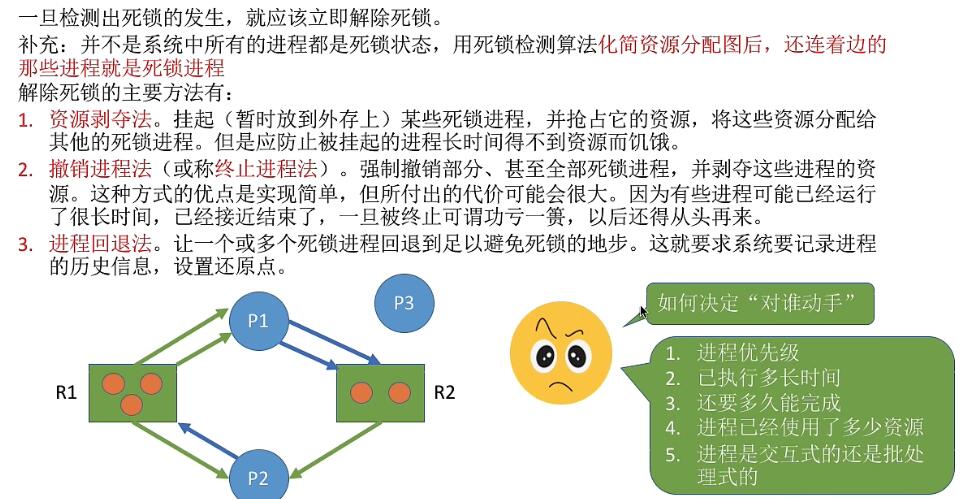 一旦检测出死锁的发生，就应该立即解除死锁。
补充：并不是系统中所有的进程都是死锁状态，用死锁检测算法化简资源分配图后，还连着边的
那些进程就是死锁进程
解除死锁的主要方法有：
1. 资源剥夺法。挂起（暂时放到外存上）某些死锁进程，并抢占它的资源，将这些资源分配给
其他的死锁进程。但是应防止被挂起的进程长时间得不到资源而饥饿。
2. 撤销进程法（或称终止进程法）。强制撤销部分、甚至全部死锁进程，并剥夺这些进程的资
源。这种方式的优点是实现简单，但所付出的代价可能会很大。因为有些进程可能已经运行
了很长时间，已经接近结束了，一旦被终止可谓功亏一篑，以后还得从头再来。
3. 进程回退法。让一个或多个死锁进程回退到足以避免死锁的地步。这就要求系统要记录进程
的历史信息，设置还原点。
P3
P1
R1
R2
P2
如何决定“对谁动手”
1. 进程优先级
2. 已执行多长时间
3. 还要多久能完成
4. 进程已经使用了多少资源
5. 进程是交互式的还是批处
理式的